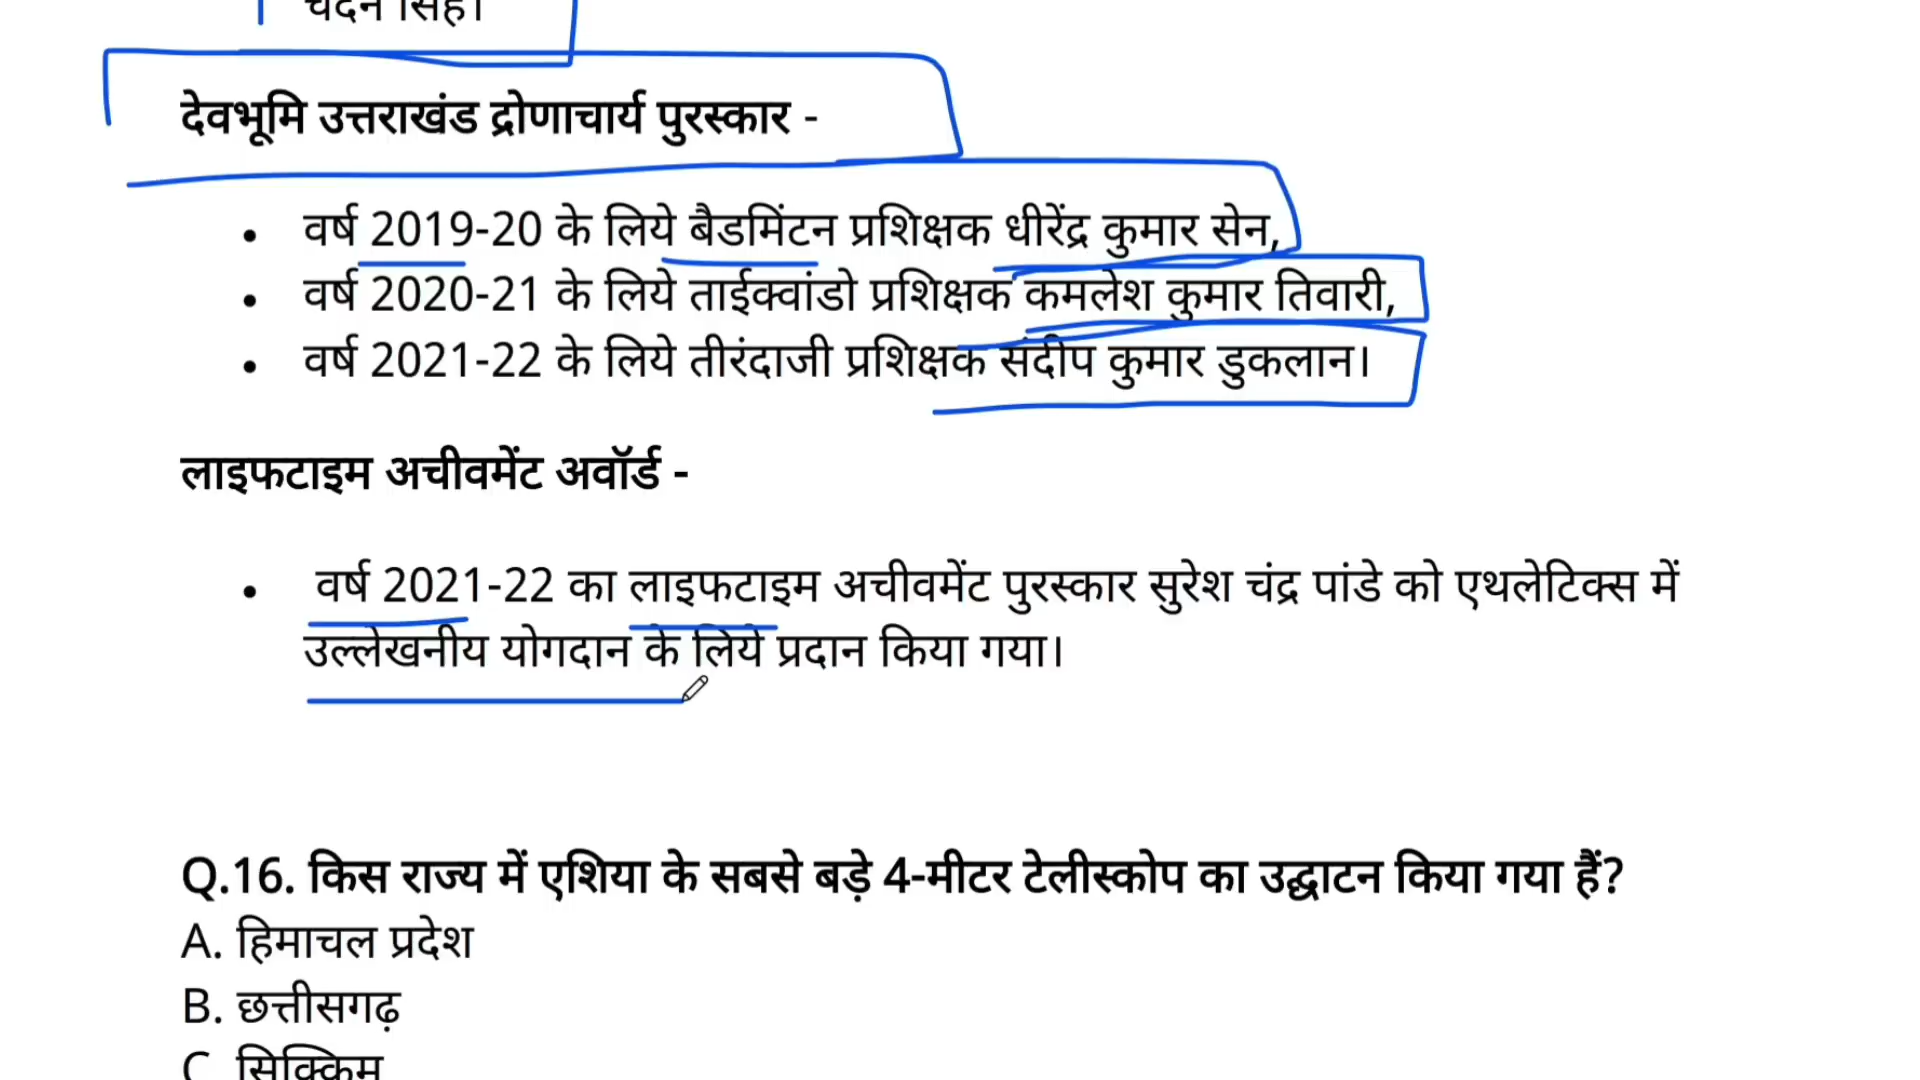 चंदन सिंह।
देवभूमि उत्तराखंड द्रोणाचार्य पुरस्कार -
• वर्ष 2019-20 के लिये बैडमिंटन प्रशिक्षक धीरेंद्र कुमार सेन,
• वर्ष 2020-21 के लिये ताईक्वांडो प्रशिक्षक कमलेश कुमार तिवारी,
• वर्ष 2021-22 के लिये तीरंदाजी प्रशिक्षक संदीप कुमार डुकलान।
लाइफटाइम अचीवमेंट अवॉर्ड -
• वर्ष 2021-22 का लाइफटाइम अचीवमेंट पुरस्कार सुरेश चंद्र पांडे को एथलेटिक्स में
उल्लेखनीय योगदान के लिये प्रदान किया गया।
Q.16. किस राज्य में एशिया के सबसे बड़े 4-मीटर टेलीस्कोप का उद्घाटन किया गया हैं?
A. हिमाचल प्रदेश
B. छत्तीसगढ़
C. सिक्किम